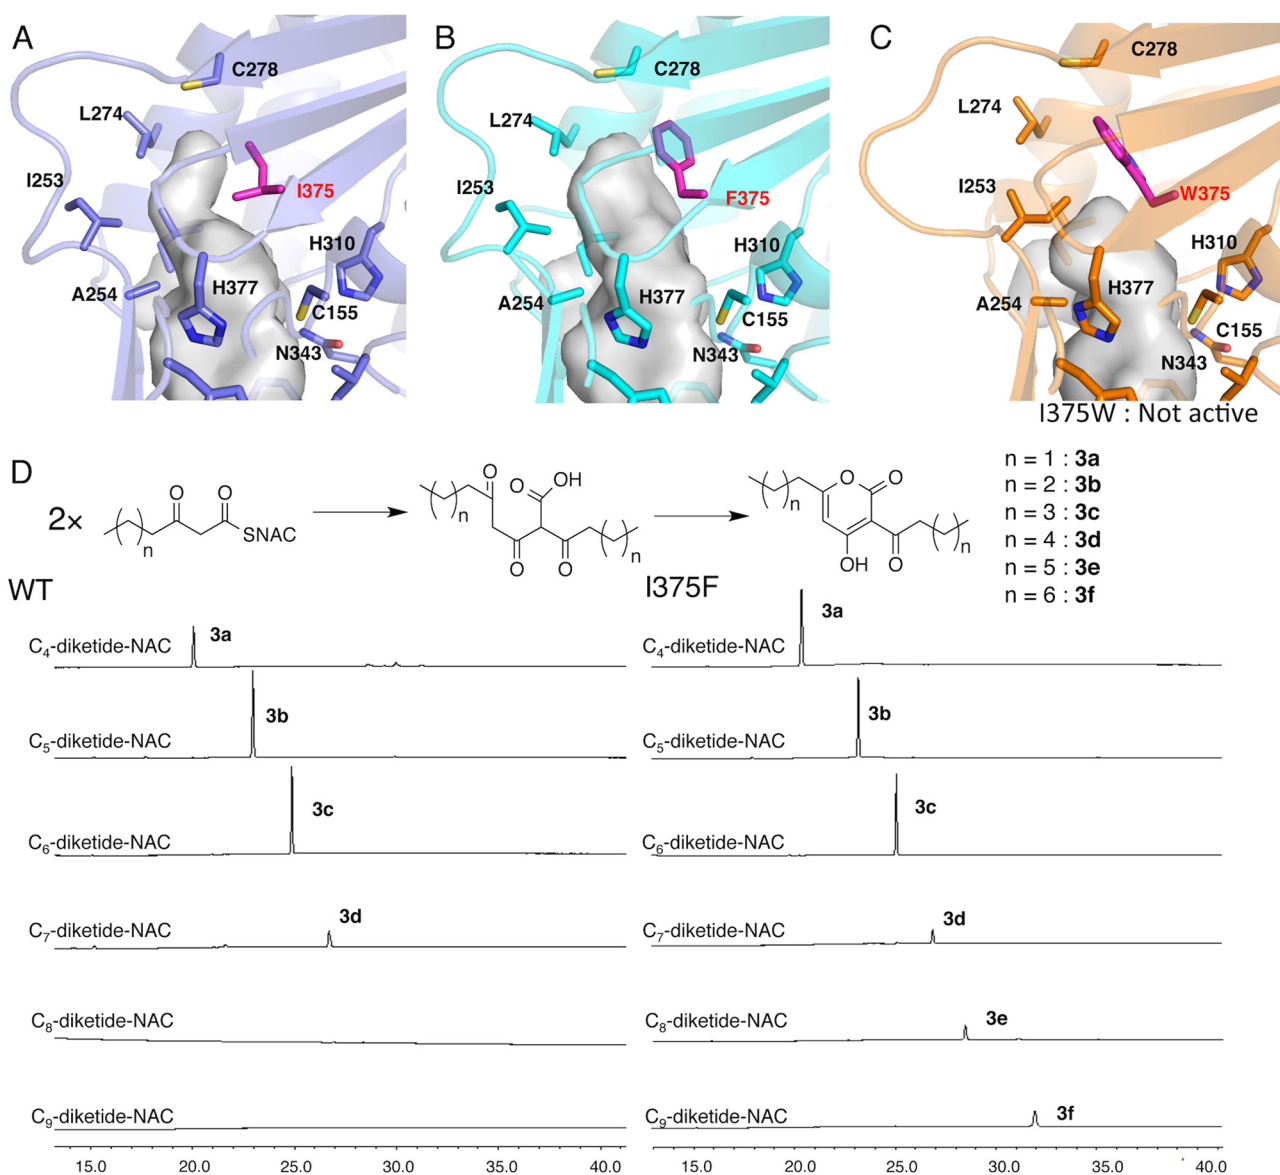 A
C278
L274
I253
I375
H310
A254
H377
C155
N343
B
C278
L274
I253
F375
H310
A254
H377
C155
N343
C
C278
L274
I253
W375
H310
A254
H377
C155
N343
I375W : Not active
D
2×
O O
( )n
SNAC
O
O OH
( )n
O O
( )n
O O
( )n
OH O
( )n
n = 1 : 3a
n = 2 : 3b
n = 3 : 3c
n = 4 : 3d
n = 5 : 3e
n = 6 : 3f
WT
C4-diketide-NAC 3a
C5-diketide-NAC 3b
C6-diketide-NAC 3c
C7-diketide-NAC 3d
C8-diketide-NAC
C9-diketide-NAC
15.0 20.0 25.0 30.0 35.0 40.0
I375F
C4-diketide-NAC 3a
C5-diketide-NAC 3b
C6-diketide-NAC 3c
C7-diketide-NAC 3d
C8-diketide-NAC 3e
C9-diketide-NAC 3f
15.0 20.0 25.0 30.0 35.0 40.0